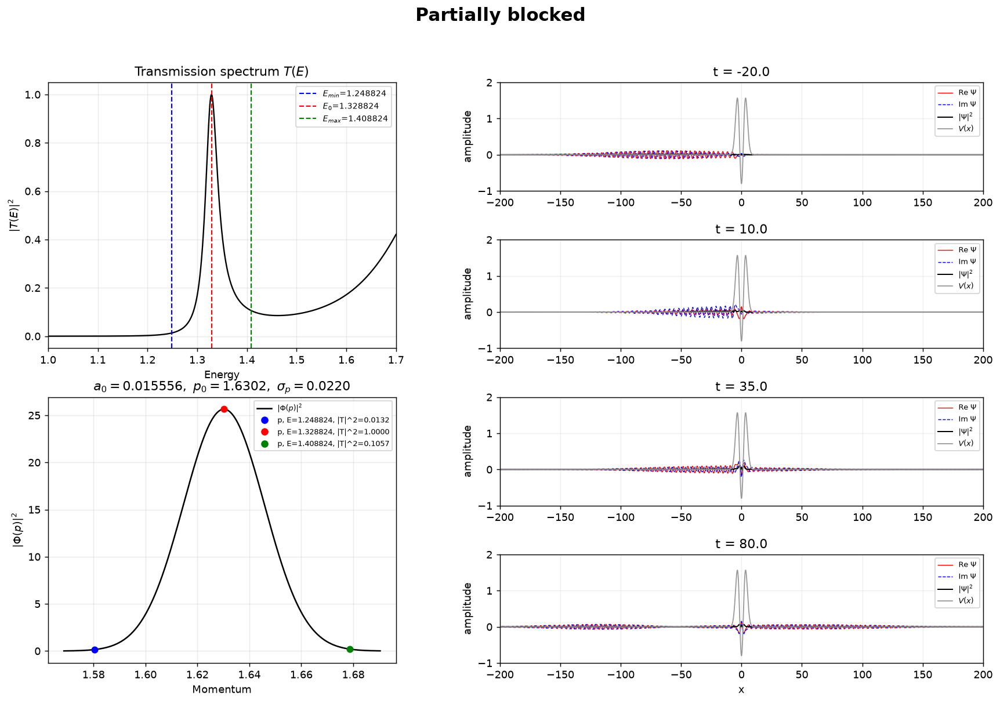 Partially blocked
Transmission spectrum T(E)
|T(E)|²
1.0
0.8
0.6
0.4
0.2
0.0
E_min=1.248824
E_0=1.328824
E_max=1.408824
1.0 1.1 1.2 1.3 1.4 1.5 1.6 1.7
Energy
a_0 = 0.015556, p_0 = 1.6302, σ_p = 0.0220
|Φ(p)|²
25
20
15
10
5
0
|Φ(p)|²
p, E=1.248824, |T|^2=0.0132
p, E=1.328824, |T|^2=1.0000
p, E=1.408824, |T|^2=0.1057
1.58 1.60 1.62 1.64 1.66 1.68
Momentum
t = -20.0
amplitude
2
1
0
−1
Re Ψ
Im Ψ
|Ψ|²
V(x)
−200 −150 −100 −50 0 50 100 150 200
t = 10.0
amplitude
2
1
0
−1
Re Ψ
Im Ψ
|Ψ|²
V(x)
−200 −150 −100 −50 0 50 100 150 200
t = 35.0
amplitude
2
1
0
−1
Re Ψ
Im Ψ
|Ψ|²
V(x)
−200 −150 −100 −50 0 50 100 150 200
t = 80.0
amplitude
2
1
0
−1
Re Ψ
Im Ψ
|Ψ|²
V(x)
−200 −150 −100 −50 0 50 100 150 200
x